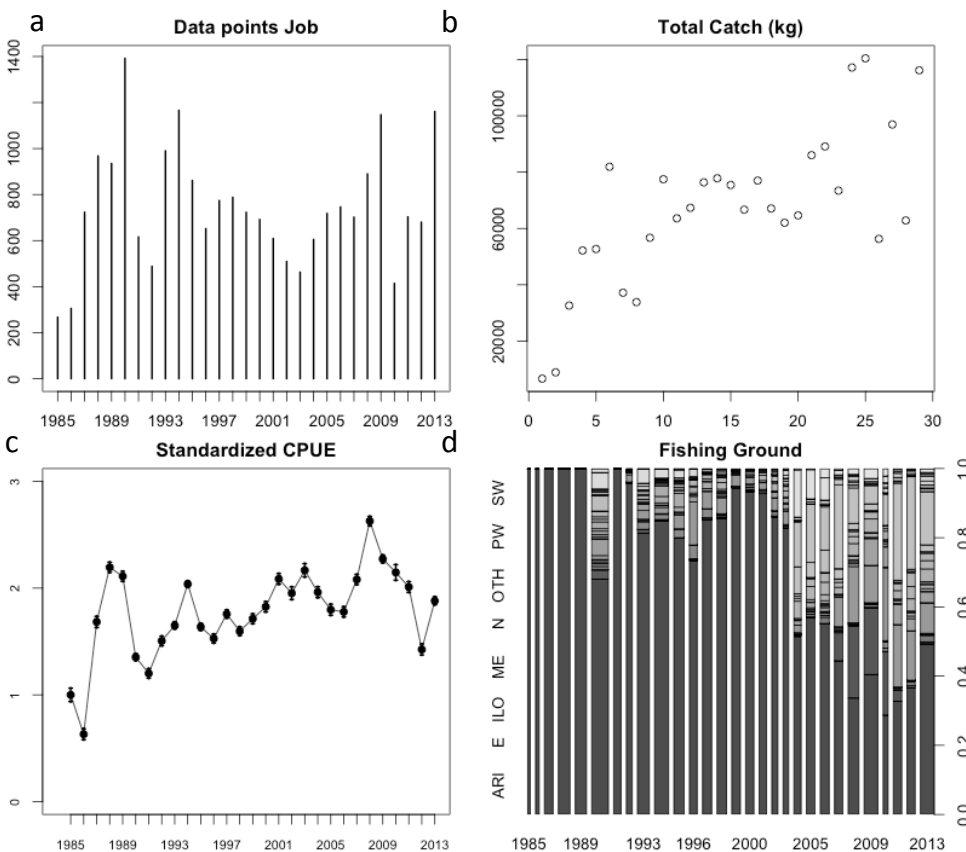 a
Data points Job
0 200 400 600 800 1000 1400
1985 1989 1993 1997 2001 2005 2009 2013
b
Total Catch (kg)
20000 60000 100000
0 5 10 15 20 25 30
c
Standardized CPUE
0 1 2 3
1985 1989 1993 1997 2001 2005 2009 2013
d
Fishing Ground
ARI E ILO ME N OTH PW SW
0.0 0.2 0.4 0.6 0.8 1.0
1985 1989 1993 1996 2000 2005 2009 2013